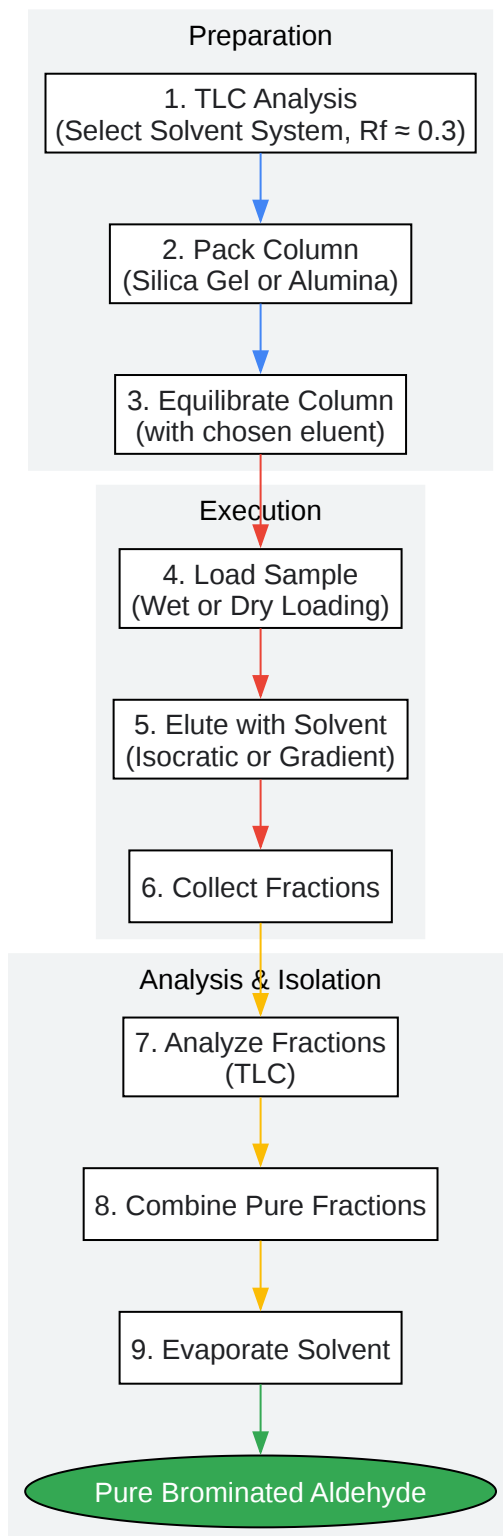 Preparation
1. TLC Analysis
(Select Solvent System, Rf ≈ 0.3)
2. Pack Column
(Silica Gel or Alumina)
3. Equilibrate Column
(with chosen eluent)
Execution
4. Load Sample
(Wet or Dry Loading)
5. Elute with Solvent
(Isocratic or Gradient)
6. Collect Fractions
Analysis & Isolation
7. Analyze Fractions
(TLC)
8. Combine Pure Fractions
9. Evaporate Solvent
Pure Brominated Aldehyde